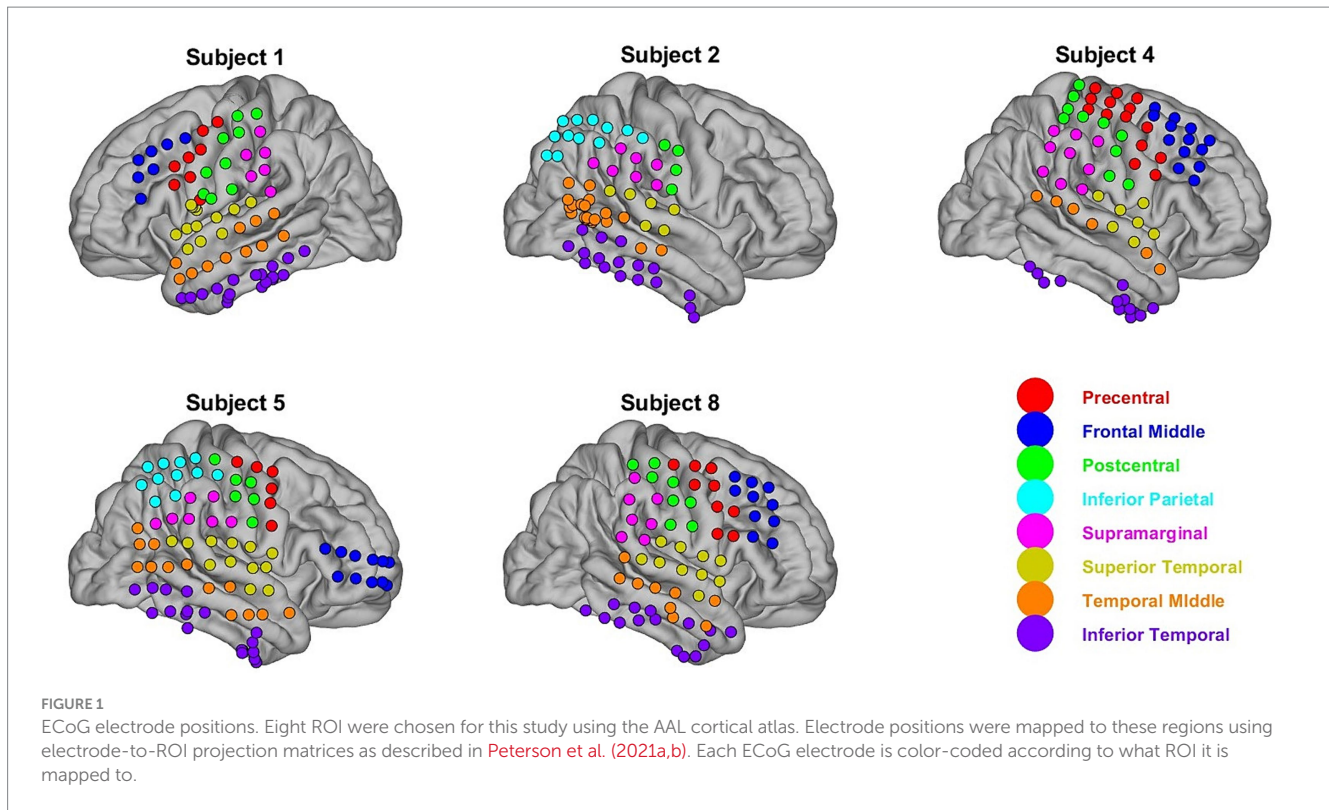 Subject 1
Subject 2
Subject 4
Subject 5
Subject 8
Precentral
Frontal Middle
Postcentral
Inferior Parietal
Supramarginal
Superior Temporal
Temporal MIddle
Inferior Temporal
FIGURE 1
ECoG electrode positions. Eight ROI were chosen for this study using the AAL cortical atlas. Electrode positions were mapped to these regions using
electrode-to-ROI projection matrices as described in Peterson et al. (2021a,b). Each ECoG electrode is color-coded according to what ROI it is
mapped to.